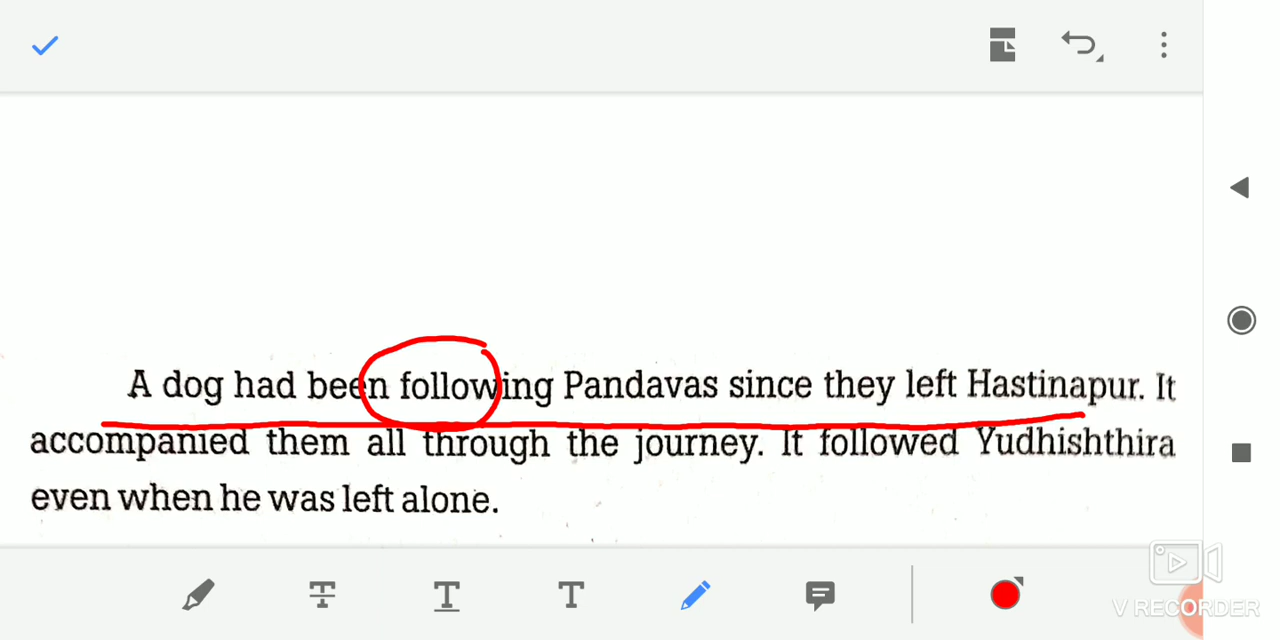 A dog had been following Pandavas since they left Hastinapur. It
accompanied them all through the journey. It followed Yudhishthira
even when he was left alone.
V RECORDER